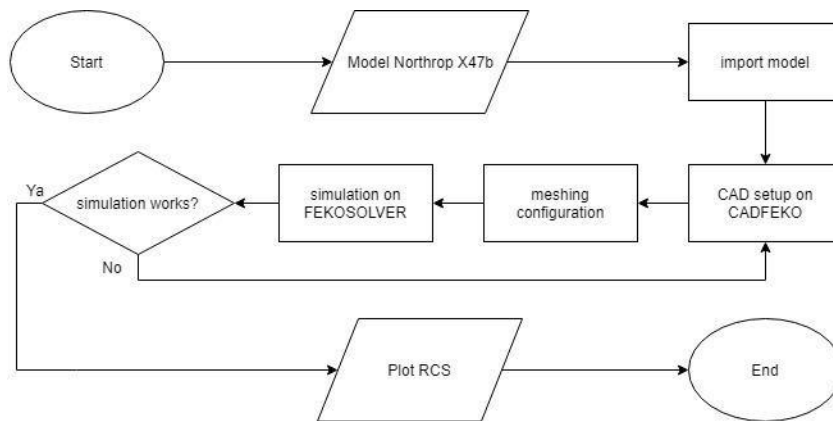 Start
Model Northrop X47b
import model
CAD setup on
CADFEKO
meshing
configuration
simulation on
FEKOSOLVER
simulation works?
Ya
No
Plot RCS
End